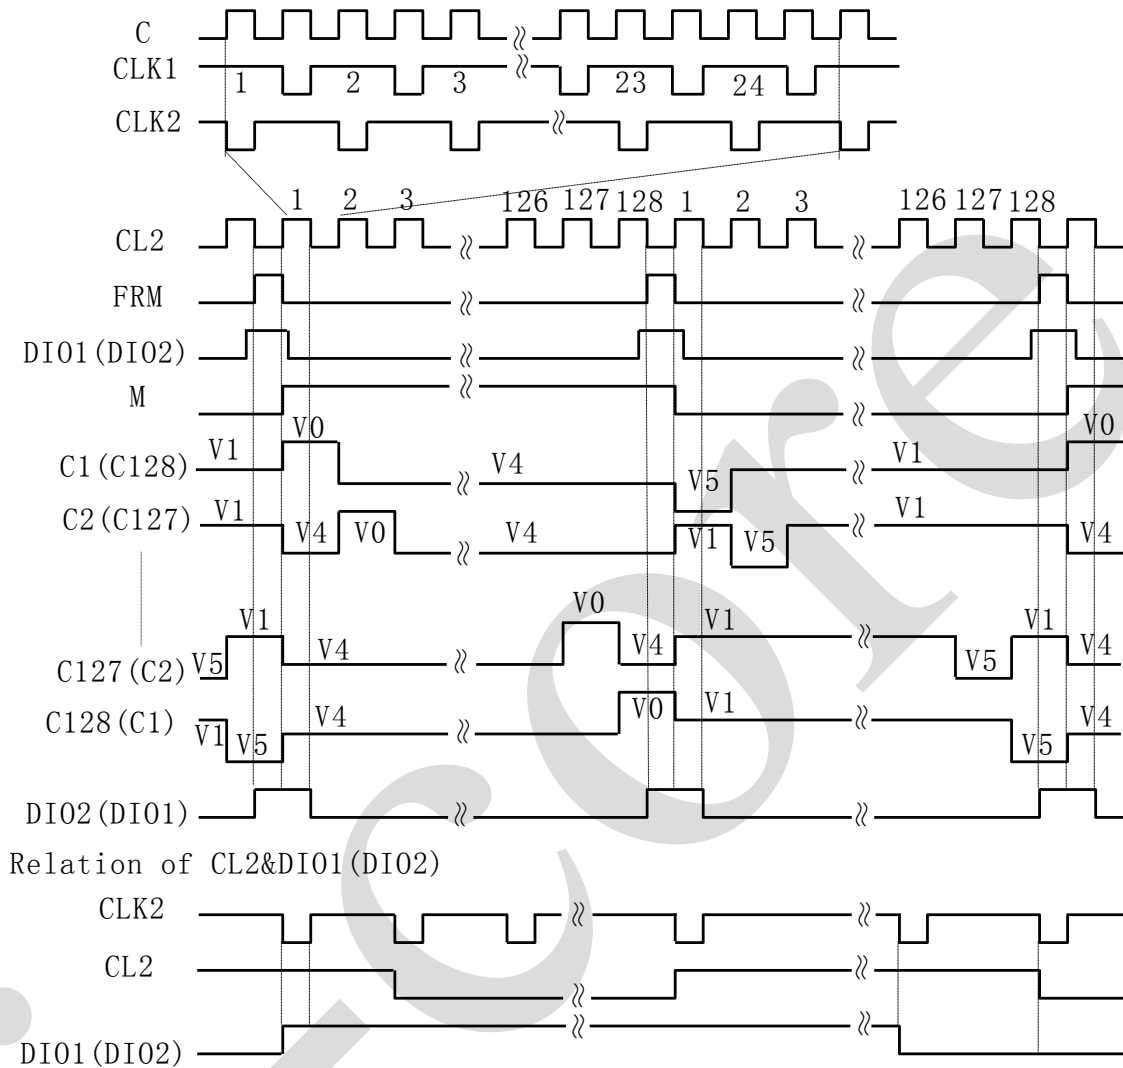 C
CLK1 1 2 3 23 24
CLK2
1 2 3 126 127 128 1 2 3 126 127 128
CL2
FRM
DIO1(DIO2)
M
V0 V0
C1(C128) V1 V4 V5 V1
C2(C127) V1 V4 V0 V4 V1 V5 V1 V4
V0
V1 V1 V1
C127(C2) V5 V4 V4 V5 V4
C128(C1) V1 V5 V4 V0 V1 V5 V4
DIO2(DIO1)
Relation of CL2&DIO1(DIO2)
CLK2
CL2
DIO1(DIO2)
i-core